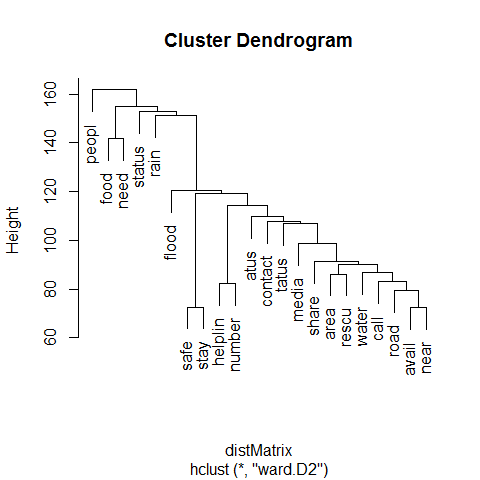 Cluster Dendrogram
Height
160
140
120
100
80
60
peopl
food
need
status
rain
flood
safe
stay
helplin
number
atus
contact
tatus
media
share
area
rescu
water
call
road
avail
near
distMatrix
hclust (*, "ward.D2")